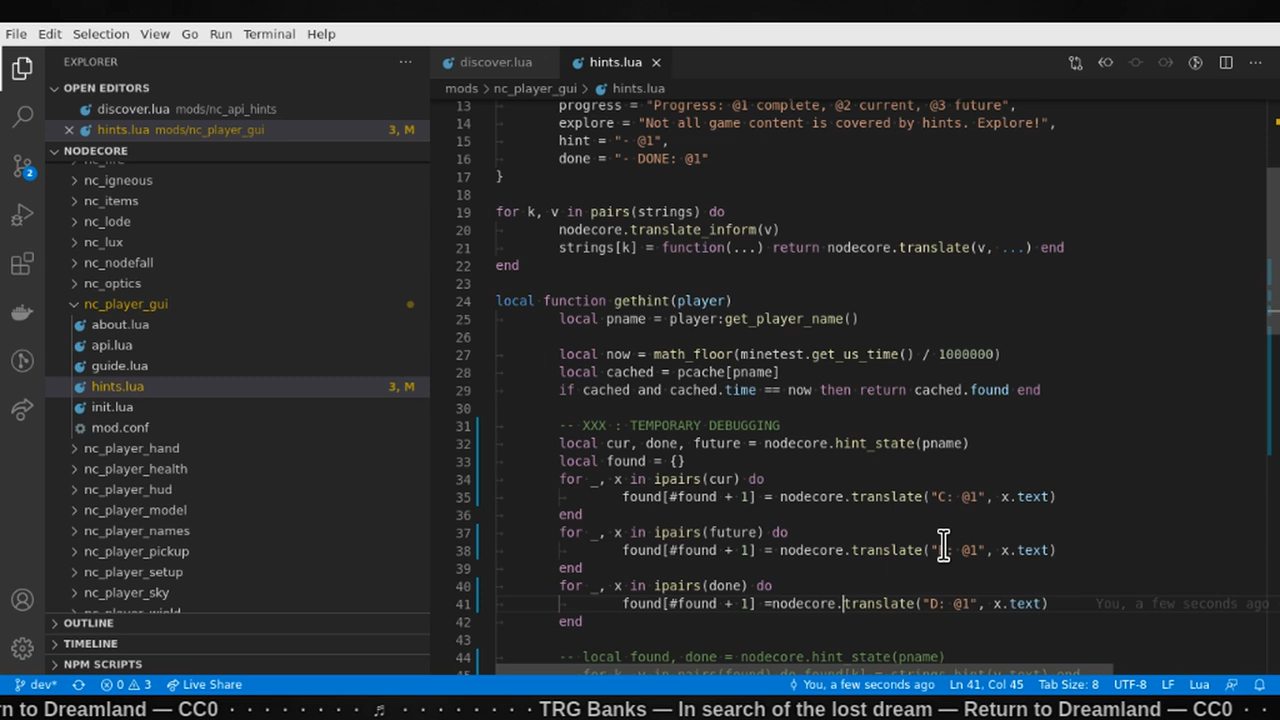 File Edit Selection View Go Run Terminal Help
EXPLORER ···
OPEN EDITORS
discover.lua mods/nc_api_hints
hints.lua mods/nc_player_gui 3, M
NODECORE
nc_igneous
nc_items
nc_lode
nc_lux
nc_nodefall
nc_optics
nc_player_gui
about.lua
api.lua
guide.lua
hints.lua 3, M
init.lua
mod.conf
nc_player_hand
nc_player_health
nc_player_hud
nc_player_model
nc_player_names
nc_player_pickup
nc_player_setup
nc_player_sky
OUTLINE
TIMELINE
NPM SCRIPTS
2
discover.lua hints.lua
mods > nc_player_gui > hints.lua
13 progress = "Progress: @1 complete, @2 current, @3 future",
14 explore = "Not all game content is covered by hints. Explore!",
15 hint = "- @1",
16 done = "- DONE: @1"
17 }
18
19 for k, v in pairs(strings) do
20 nodecore.translate_inform(v)
21 strings[k] = function(...) return nodecore.translate(v, ...) end
22 end
23
24 local function gethint(player)
25 local pname = player:get_player_name()
26
27 local now = math_floor(minetest.get_us_time() / 1000000)
28 local cached = pcache[pname]
29 if cached and cached.time == now then return cached.found end
30
31 -- XXX : TEMPORARY DEBUGGING
32 local cur, done, future = nodecore.hint_state(pname)
33 local found = {}
34 for _, x in ipairs(cur) do
35 found[#found + 1] = nodecore.translate("C: @1", x.text)
36 end
37 for _, x in ipairs(future) do
38 found[#found + 1] = nodecore.translate(" : @1", x.text)
39 end
40 for _, x in ipairs(done) do
41 found[#found + 1] =nodecore.translate("D: @1", x.text) You, a few seconds ago
42 end
43
44 -- local found, done = nodecore.hint_state(pname)
dev* 0 3 Live Share You, a few seconds ago Ln 41, Col 45 Tab Size: 8 UTF-8 LF Lua
rn to Dreamland — CC0 · · · · · · · · ♬ · · · · · · · · TRG Banks — In search of the lost dream — Return to Dreamland — CC0 · ·